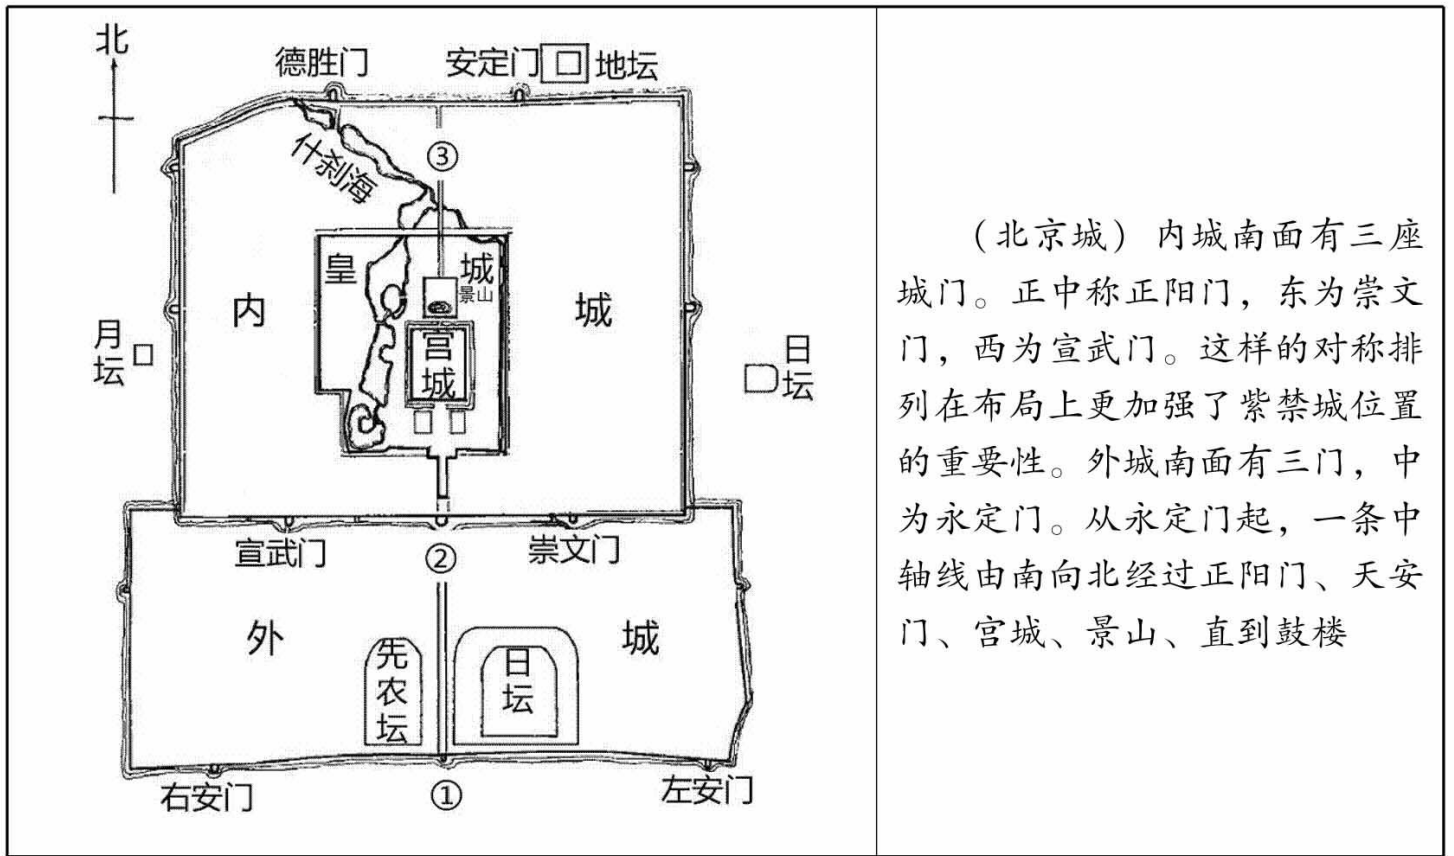 北
德胜门
安定门
地坛
什刹海
③
皇
城
景山
内
城
宫
城
月
坛
日
坛
宣武门
②
崇文门
外
城
先
农
坛
日
坛
右安门
①
左安门
（北京城）内城南面有三座
城门。正中称正阳门，东为崇文
门，西为宣武门。这样的对称排
列在布局上更加强了紫禁城位置
的重要性。外城南面有三门，中
为永定门。从永定门起，一条中
轴线由南向北经过正阳门、天安
门、宫城、景山、直到鼓楼